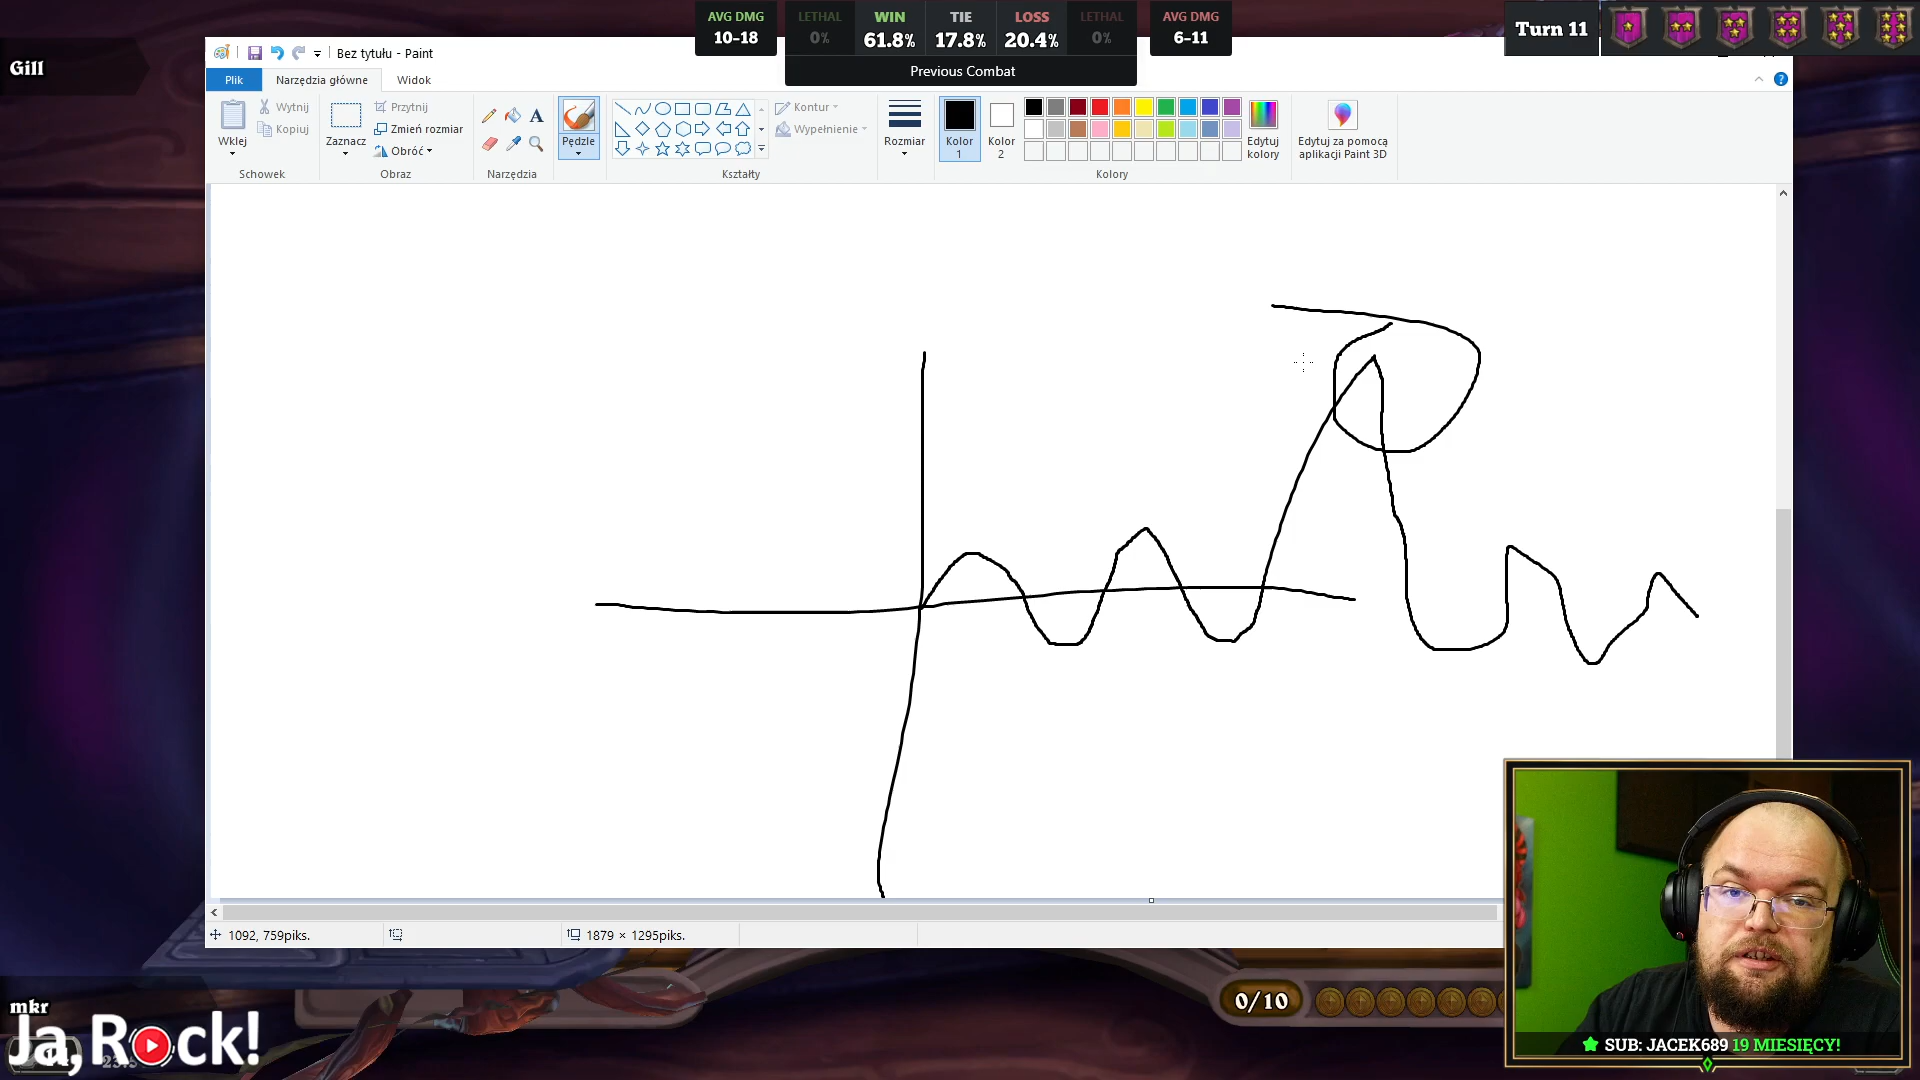 AVG DMG
10-18
LETHAL
0%
WIN
61.8%
TIE
17.8%
LOSS
20.4%
LETHAL
0%
AVG DMG
6-11
Previous Combat
Turn 11
Gill
Bez tytułu - Paint
Plik
Narzędzia główne
Widok
Wklej
Wytnij
Kopiuj
Schowek
Zaznacz
Przytnij
Zmień rozmiar
Obróć
Obraz
A
Narzędzia
Pędzle
Kontur
Wypełnienie
Kształty
Rozmiar
Kolor
1
Kolor
2
Edytuj
kolory
Kolory
Edytuj za pomocą
aplikacji Paint 3D
1092, 759piks.
1879 × 1295piks.
0/10
mkr
Ja, Rock!
SUB: JACEK689 19 MIESIĘCY!